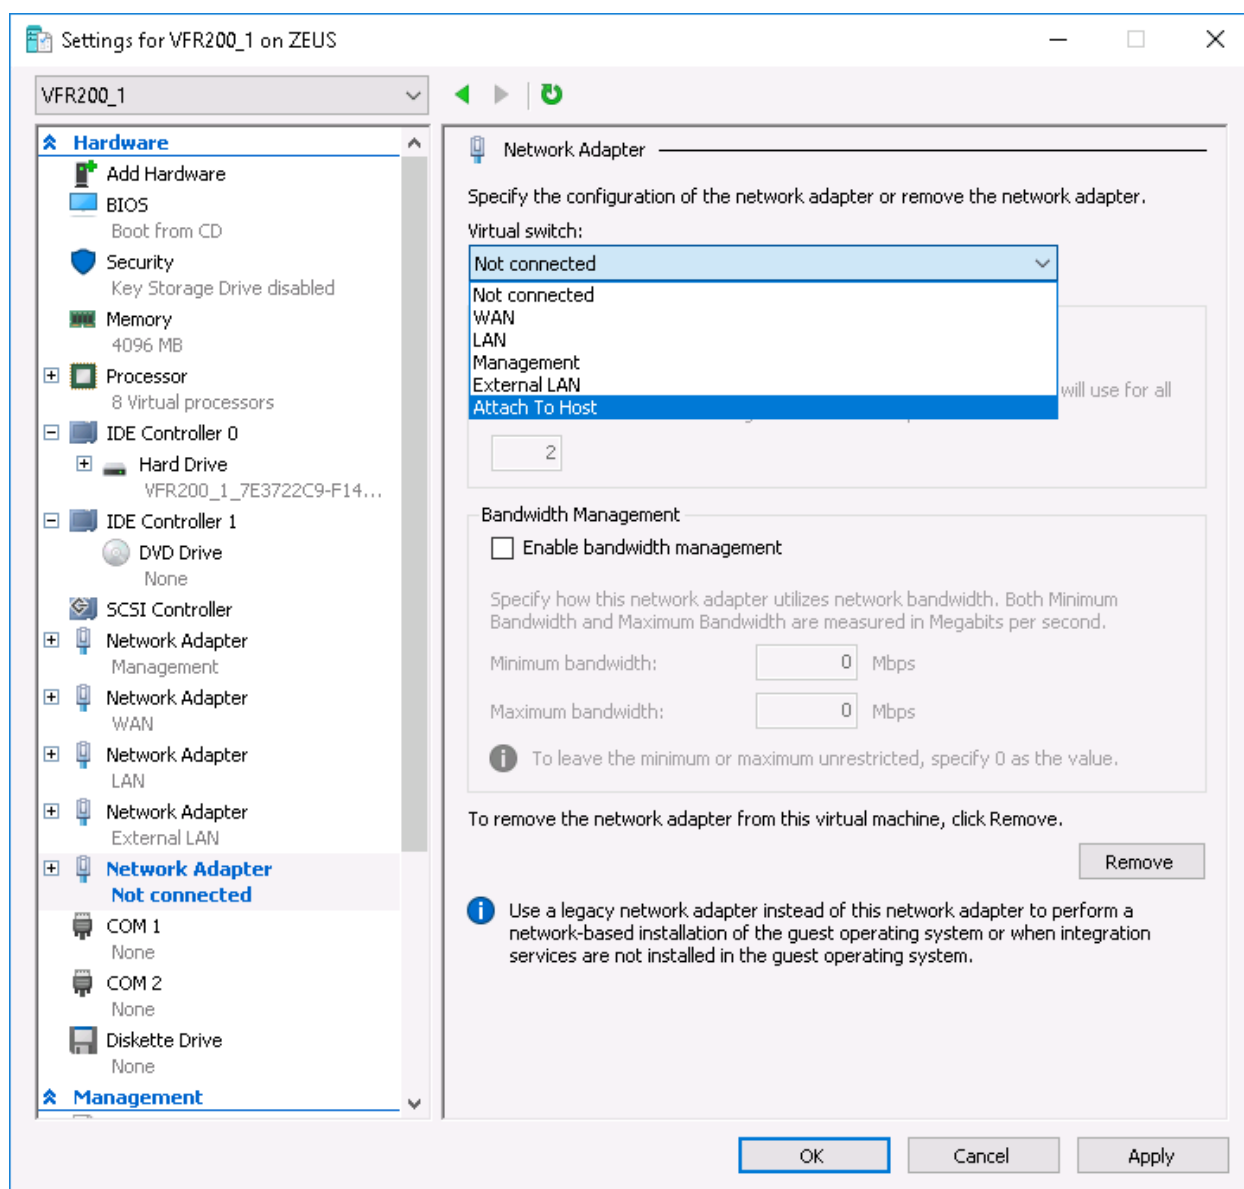 Settings for VFR200_1 on ZEUS
VFR200_1
Hardware
Add Hardware
BIOS
Boot from CD
Security
Key Storage Drive disabled
Memory
4096 MB
Processor
8 Virtual processors
IDE Controller 0
Hard Drive
VFR200_1_7E3722C9-F14...
IDE Controller 1
DVD Drive
None
SCSI Controller
Network Adapter
Management
Network Adapter
WAN
Network Adapter
LAN
Network Adapter
External LAN
Network Adapter
Not connected
COM 1
None
COM 2
None
Diskette Drive
None
Management
Network Adapter
Specify the configuration of the network adapter or remove the network adapter.
Virtual switch:
Not connected
Not connected
WAN
LAN
Management
External LAN
will use for all
Attach To Host
2
Bandwidth Management
Enable bandwidth management
Specify how this network adapter utilizes network bandwidth. Both Minimum
Bandwidth and Maximum Bandwidth are measured in Megabits per second.
Minimum bandwidth: 0 Mbps
Maximum bandwidth: 0 Mbps
To leave the minimum or maximum unrestricted, specify 0 as the value.
To remove the network adapter from this virtual machine, click Remove.
Remove
Use a legacy network adapter instead of this network adapter to perform a
network-based installation of the guest operating system or when integration
services are not installed in the guest operating system.
OK Cancel Apply